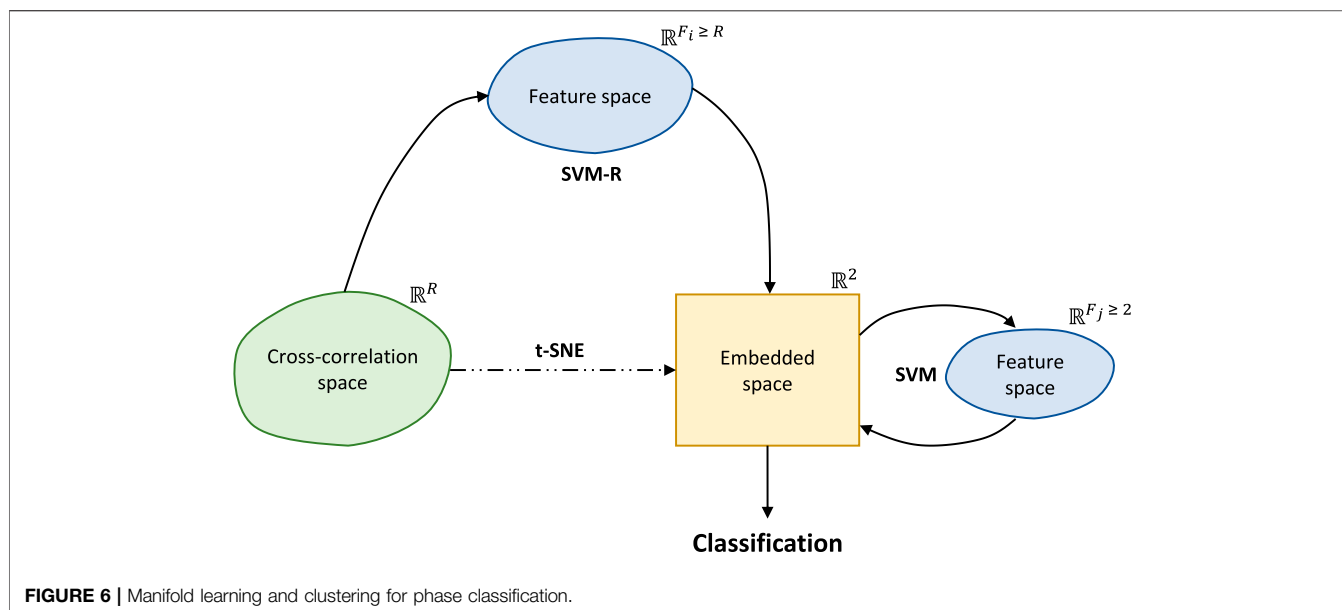 ℝ^{F_i ≥ R}
Feature space
SVM-R
ℝ^R
ℝ^2
ℝ^{F_j ≥ 2}
Cross-correlation
space
t-SNE
Embedded
space
SVM
Feature
space
Classification
FIGURE 6 | Manifold learning and clustering for phase classification.